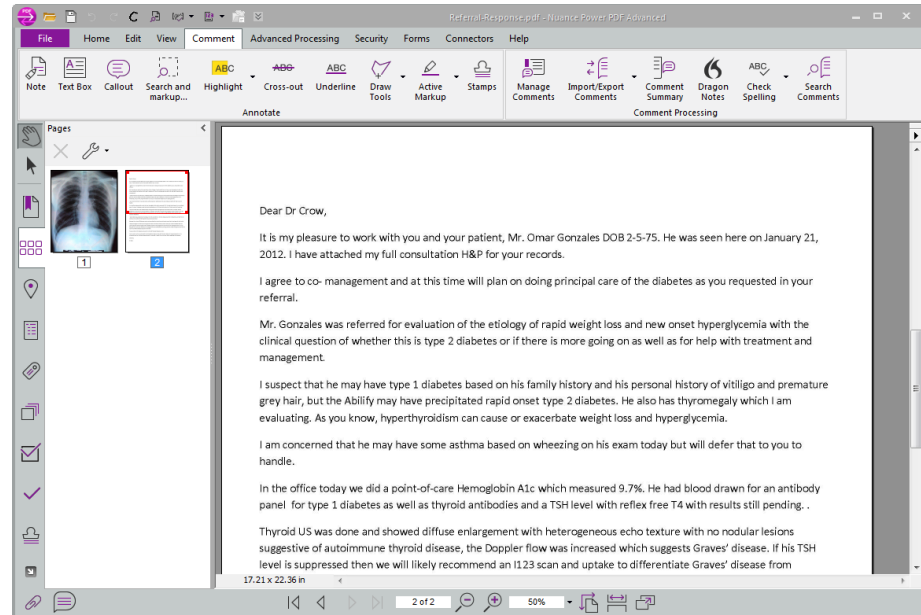 Referral-Response.pdf - Nuance Power PDF Advanced
File Home Edit View Comment Advanced Processing Security Forms Connectors Help
Note Text Box Callout Search and markup... ABC Highlight ABC Cross-out ABC Underline Draw Tools Active Markup Stamps Manage Comments Import/Export Comments Comment Summary Dragon Notes ABC Check Spelling Search Comments
Annotate Comment Processing
Pages
1 2
Dear Dr Crow,
It is my pleasure to work with you and your patient, Mr. Omar Gonzales DOB 2-5-75. He was seen here on January 21,
2012. I have attached my full consultation H&P for your records.
I agree to co- management and at this time will plan on doing principal care of the diabetes as you requested in your
referral.
Mr. Gonzales was referred for evaluation of the etiology of rapid weight loss and new onset hyperglycemia with the
clinical question of whether this is type 2 diabetes or if there is more going on as well as for help with treatment and
management.
I suspect that he may have type 1 diabetes based on his family history and his personal history of vitiligo and premature
grey hair, but the Abilify may have precipitated rapid onset type 2 diabetes. He also has thyromegaly which I am
evaluating. As you know, hyperthyroidism can cause or exacerbate weight loss and hyperglycemia.
I am concerned that he may have some asthma based on wheezing on his exam today but will defer that to you to
handle.
In the office today we did a point-of-care Hemoglobin A1c which measured 9.7%. He had blood drawn for an antibody
panel for type 1 diabetes as well as thyroid antibodies and a TSH level with reflex free T4 with results still pending. .
Thyroid US was done and showed diffuse enlargement with heterogeneous echo texture with no nodular lesions
suggestive of autoimmune thyroid disease, the Doppler flow was increased which suggests Graves' disease. If his TSH
level is suppressed then we will likely recommend an I123 scan and uptake to differentiate Graves' disease from
17.21 x 22.36 in
2 of 2 50%